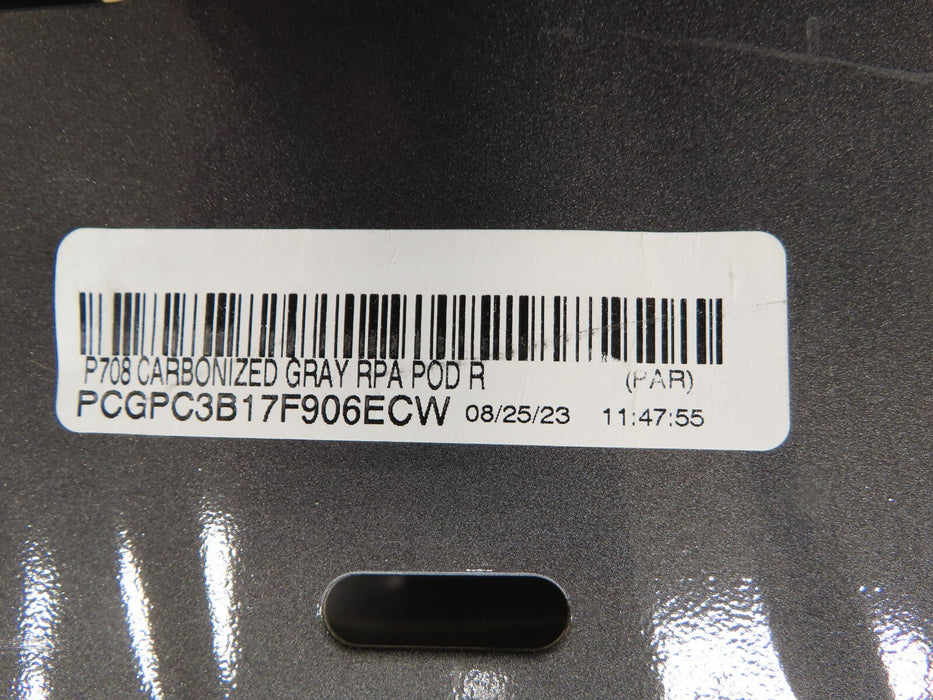 P708 CARBONIZED GRAY RPA POD R (PAR)
PCGPC3B17F906ECW 08/25/23 11:47:55